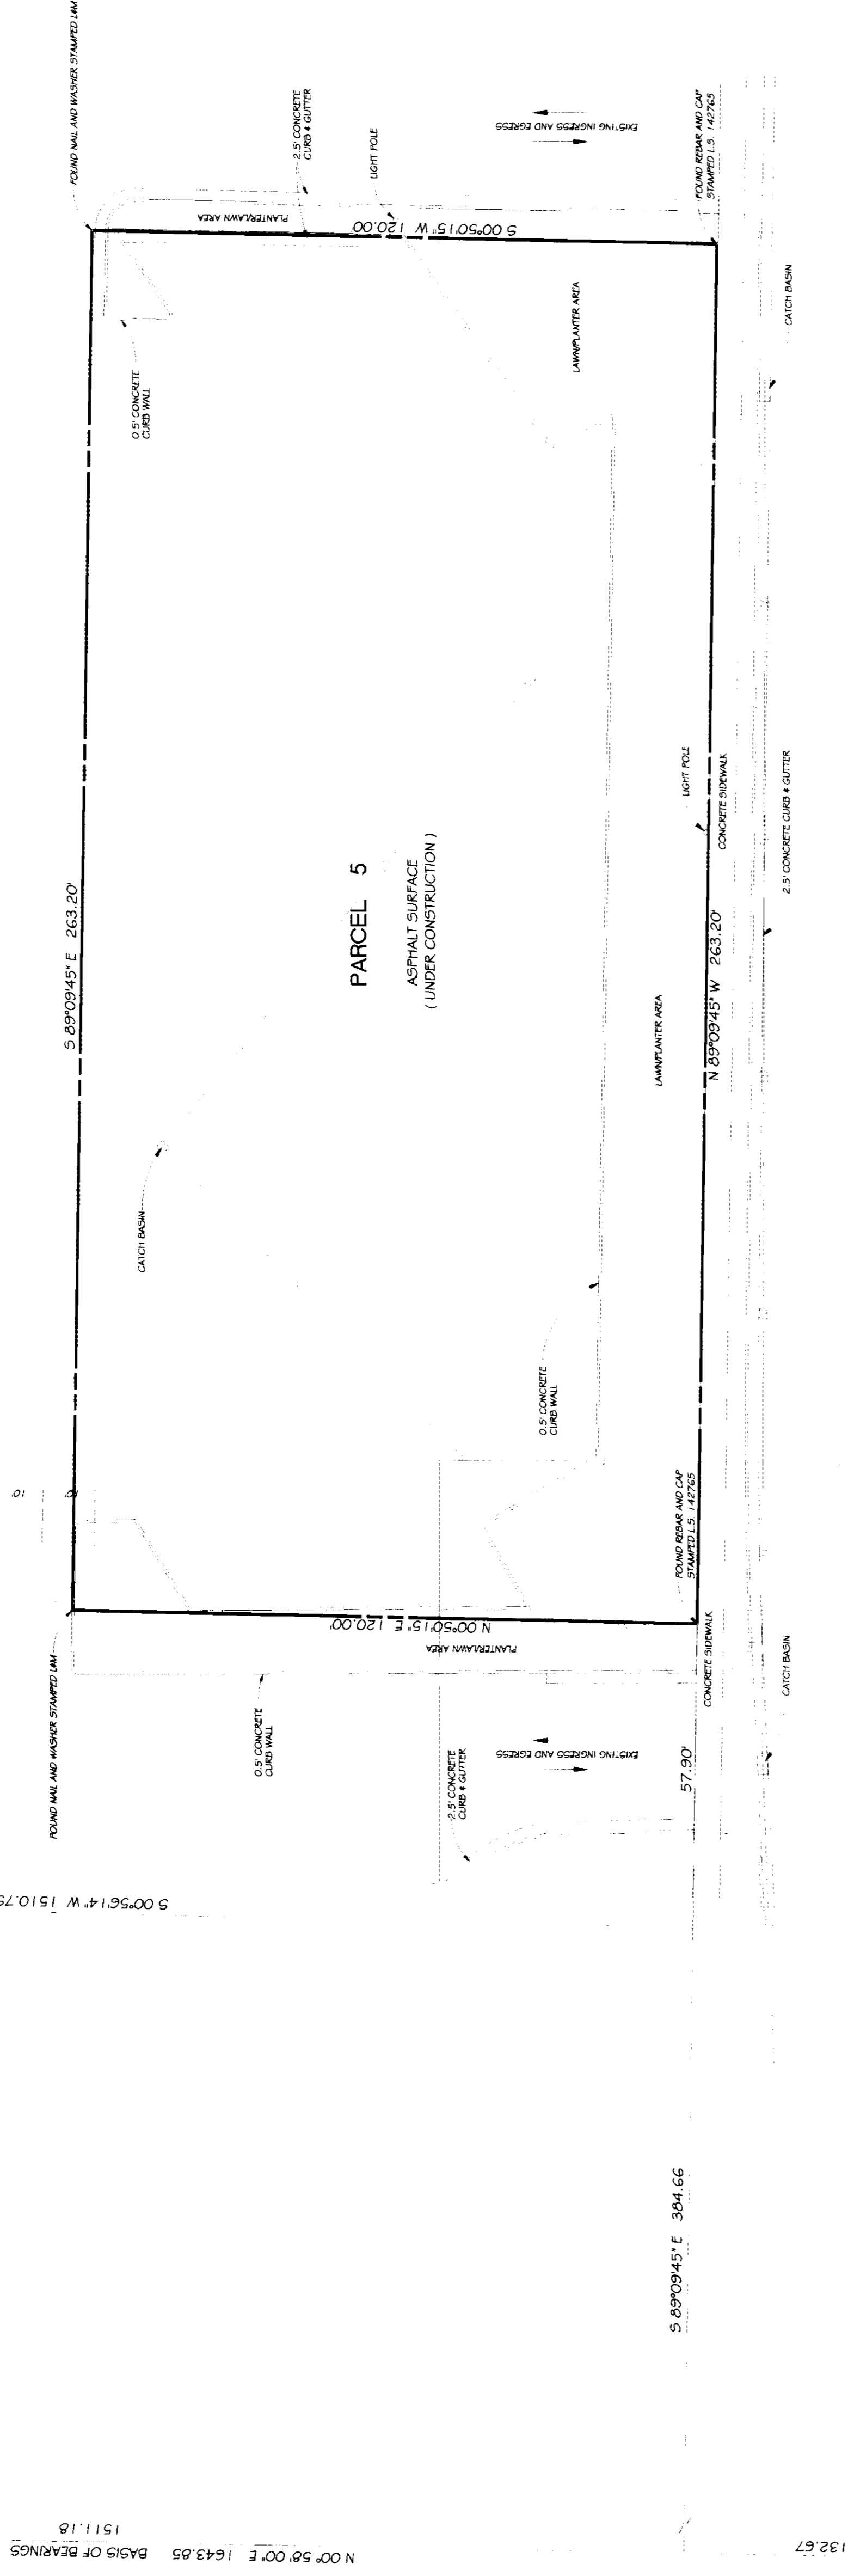 FOUND NAIL AND WASHER STAMPED L&M
2.5' CONCRETE
CURB & GUTTER
LIGHT POLE
EXISTING INGRESS AND EGRESS
FOUND REBAR AND CAP
STAMPED L.S. 142765
PLANTER/LAWN AREA
S 00°50'15" W 120.00'
0.5' CONCRETE
CURB WALL
LAWN/PLANTER AREA
CATCH BASIN
S 89°09'45" E 263.20'
PARCEL 5
ASPHALT SURFACE
( UNDER CONSTRUCTION )
LIGHT POLE
CONCRETE SIDEWALK
2.5' CONCRETE CURB & GUTTER
N 89°09'45" W 263.20'
LAWN/PLANTER AREA
CATCH BASIN
0.5' CONCRETE
CURB WALL
10'
10'
FOUND REBAR AND CAP
STAMPED L.S. 142765
N 00°50'15" E 120.00'
PLANTER/LAWN AREA
FOUND NAIL AND WASHER STAMPED L&M
0.5' CONCRETE
CURB WALL
2.5' CONCRETE
CURB & GUTTER
EXISTING INGRESS AND EGRESS
57.90'
CONCRETE SIDEWALK
CATCH BASIN
S 00°56'14" W 1510.79
S 89°09'45" E 384.66
1511.18
N 00° 58' 00" E 1643.85 BASIS OF BEARINGS
132.67